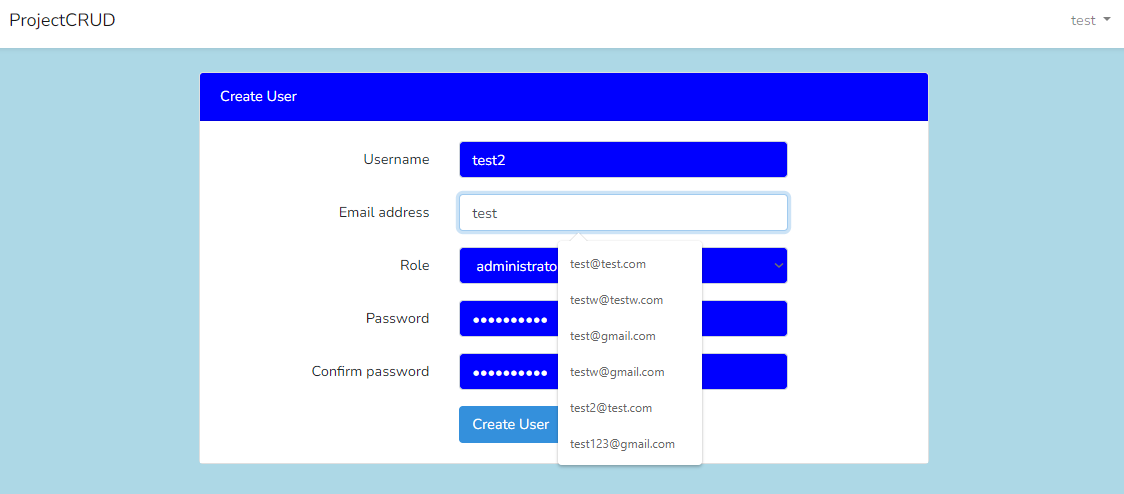 ProjectCRUD
test
Create User
Username
test2
Email address
test
Role
administrato
Password
Confirm password
Create User
test@test.com
testw@testw.com
test@gmail.com
testw@gmail.com
test2@test.com
test123@gmail.com